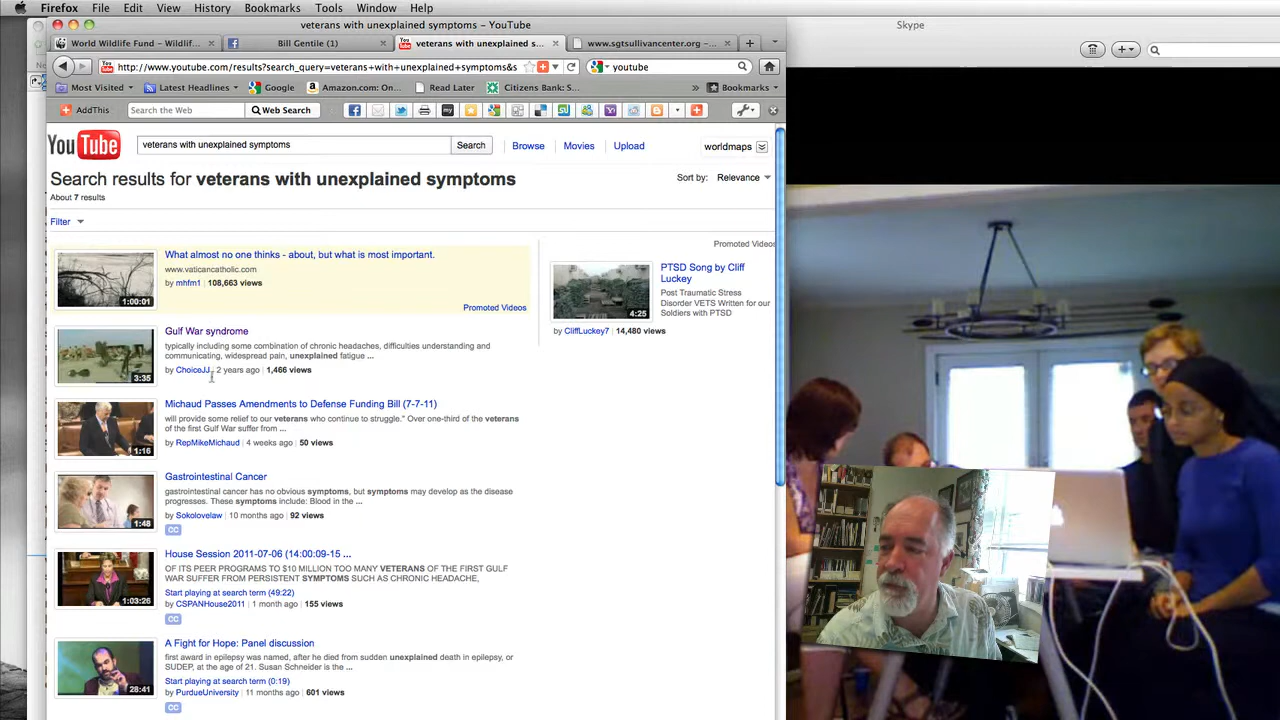 Firefox File Edit View History Bookmarks Tools Window Help
veterans with unexplained symptoms – YouTube
Skype
World Wildlife Fund - Wildlif... Bill Gentile (1) veterans with unexplained s... www.sgtsullivancenter.org - ...
http://www.youtube.com/results?search_query=veterans+with+unexplained+symptoms&s youtube
Most Visited Latest Headlines Google Amazon.com: On... Read Later Citizens Bank: S... Bookmarks
AddThis Search the Web Web Search
YouTube veterans with unexplained symptoms Search Browse Movies Upload worldmaps
Search results for veterans with unexplained symptoms
Sort by: Relevance
About 7 results
Filter
What almost no one thinks - about, but what is most important.
www.vaticancatholic.com
by mhfm1 | 108,663 views
1:00:01
Promoted Videos
Gulf War syndrome
typically including some combination of chronic headaches, difficulties understanding and
communicating, widespread pain, unexplained fatigue ...
by ChoiceJJ | 2 years ago | 1,466 views
3:35
Michaud Passes Amendments to Defense Funding Bill (7-7-11)
will provide some relief to our veterans who continue to struggle." Over one-third of the veterans
of the first Gulf War suffer from ...
by RepMikeMichaud | 4 weeks ago | 50 views
1:16
Gastrointestinal Cancer
gastrointestinal cancer has no obvious symptoms, but symptoms may develop as the disease
progresses. These symptoms include: Blood in the ...
by Sokolovelaw | 10 months ago | 92 views
1:48
CC
House Session 2011-07-06 (14:00:09-15 ...
OF ITS PEER PROGRAMS TO $10 MILLION TOO MANY VETERANS OF THE FIRST GULF
WAR SUFFER FROM PERSISTENT SYMPTOMS SUCH AS CHRONIC HEADACHE,
Start playing at search term (49:22)
by CSPANHouse2011 | 1 month ago | 155 views
1:03:26
CC
A Fight for Hope: Panel discussion
first award in epilepsy was named, after he died from sudden unexplained death in epilepsy, or
SUDEP, at the age of 21. Susan Schneider is the ...
Start playing at search term (0:19)
by PurdueUniversity | 11 months ago | 601 views
28:41
CC
Promoted Videos
PTSD Song by Cliff
Luckey
Post Traumatic Stress
Disorder VETS Written for our
Soldiers with PTSD
4:25
by CliffLuckey7 | 14,480 views